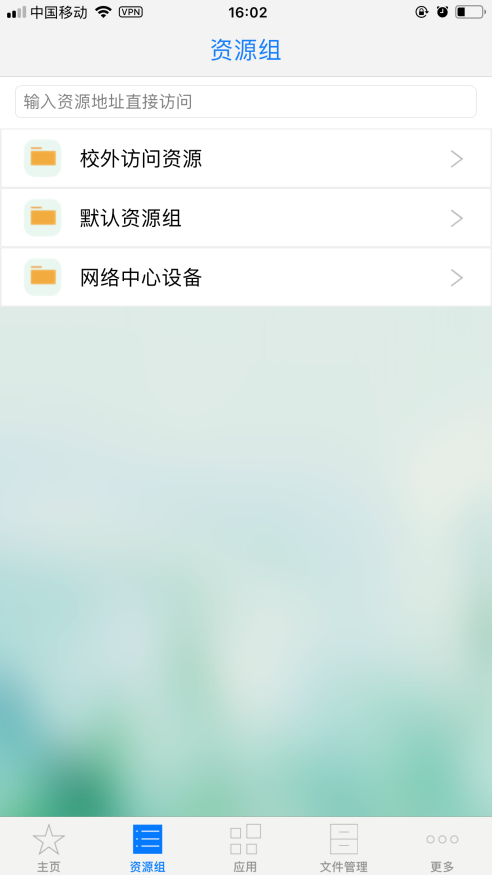 中国移动 VPN 16:02
资源组
输入资源地址直接访问
校外访问资源
默认资源组
网络中心设备
主页 资源组 应用 文件管理 更多